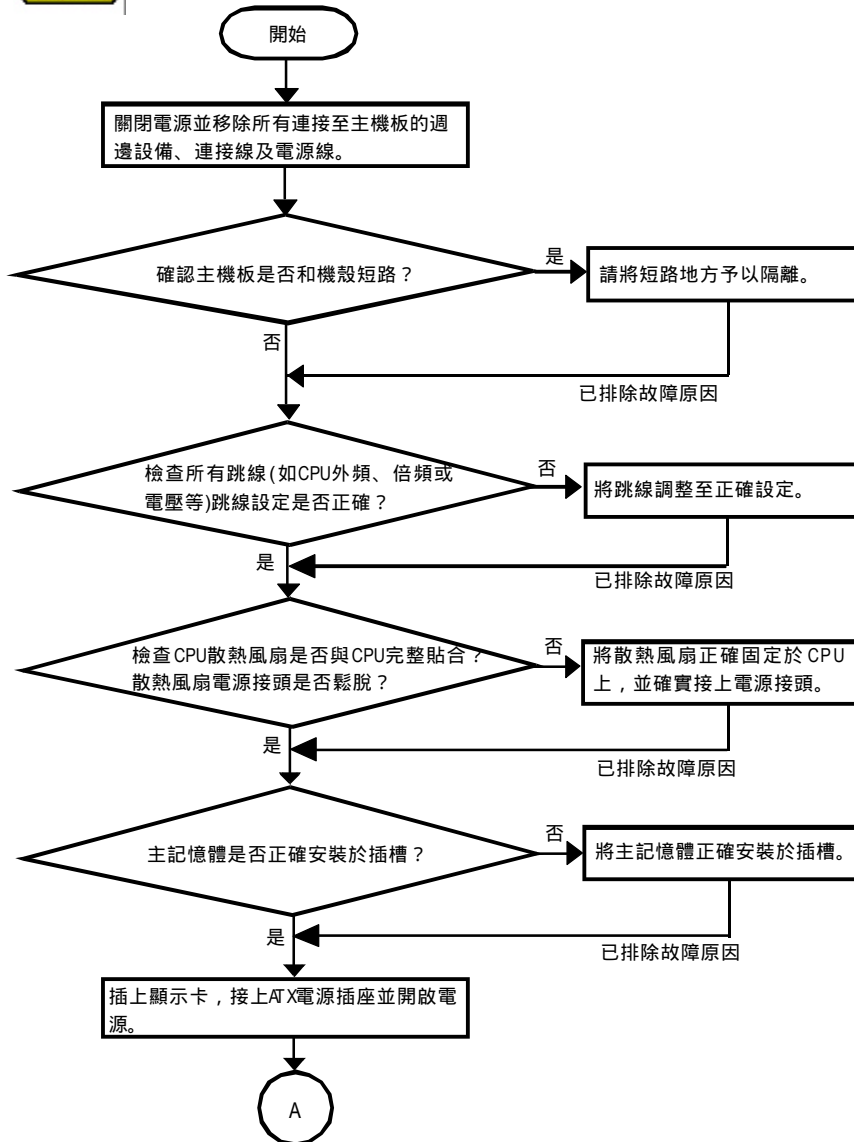 開始
關閉電源並移除所有連接至主機板的週
邊設備、連接線及電源線。
確認主機板是否和機殼短路？
是
請將短路地方予以隔離。
否
已排除故障原因
檢查所有跳線(如CPU外頻、倍頻或
電壓等)跳線設定是否正確？
否
將跳線調整至正確設定。
是
已排除故障原因
檢查CPU散熱風扇是否與CPU完整貼合？
散熱風扇電源接頭是否鬆脫？
否
將散熱風扇正確固定於CPU
上，並確實接上電源接頭。
是
已排除故障原因
主記憶體是否正確安裝於插槽？
否
將主記憶體正確安裝於插槽。
是
已排除故障原因
插上顯示卡，接上ATX電源插座並開啟電
源。
A